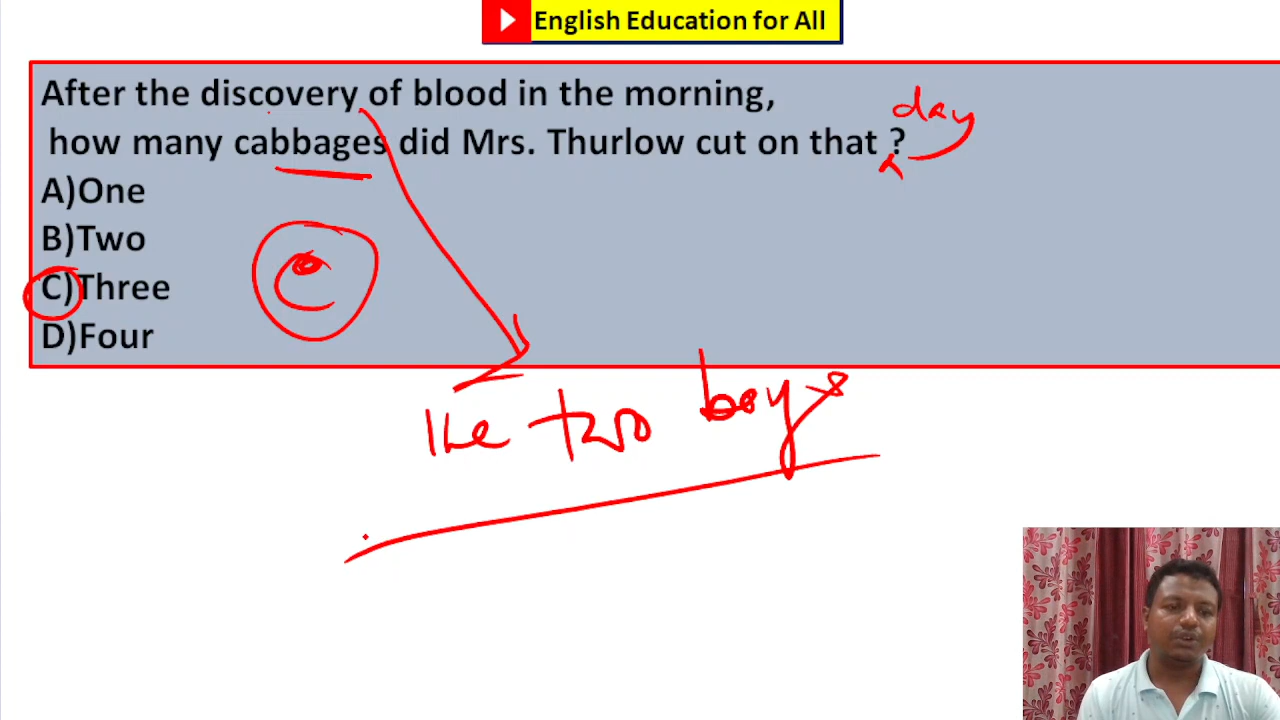 English Education for All
After the discovery of blood in the morning,
day
how many cabbages did Mrs. Thurlow cut on that ?
A)One
B)Two
C)Three
D)Four
C
the two boys